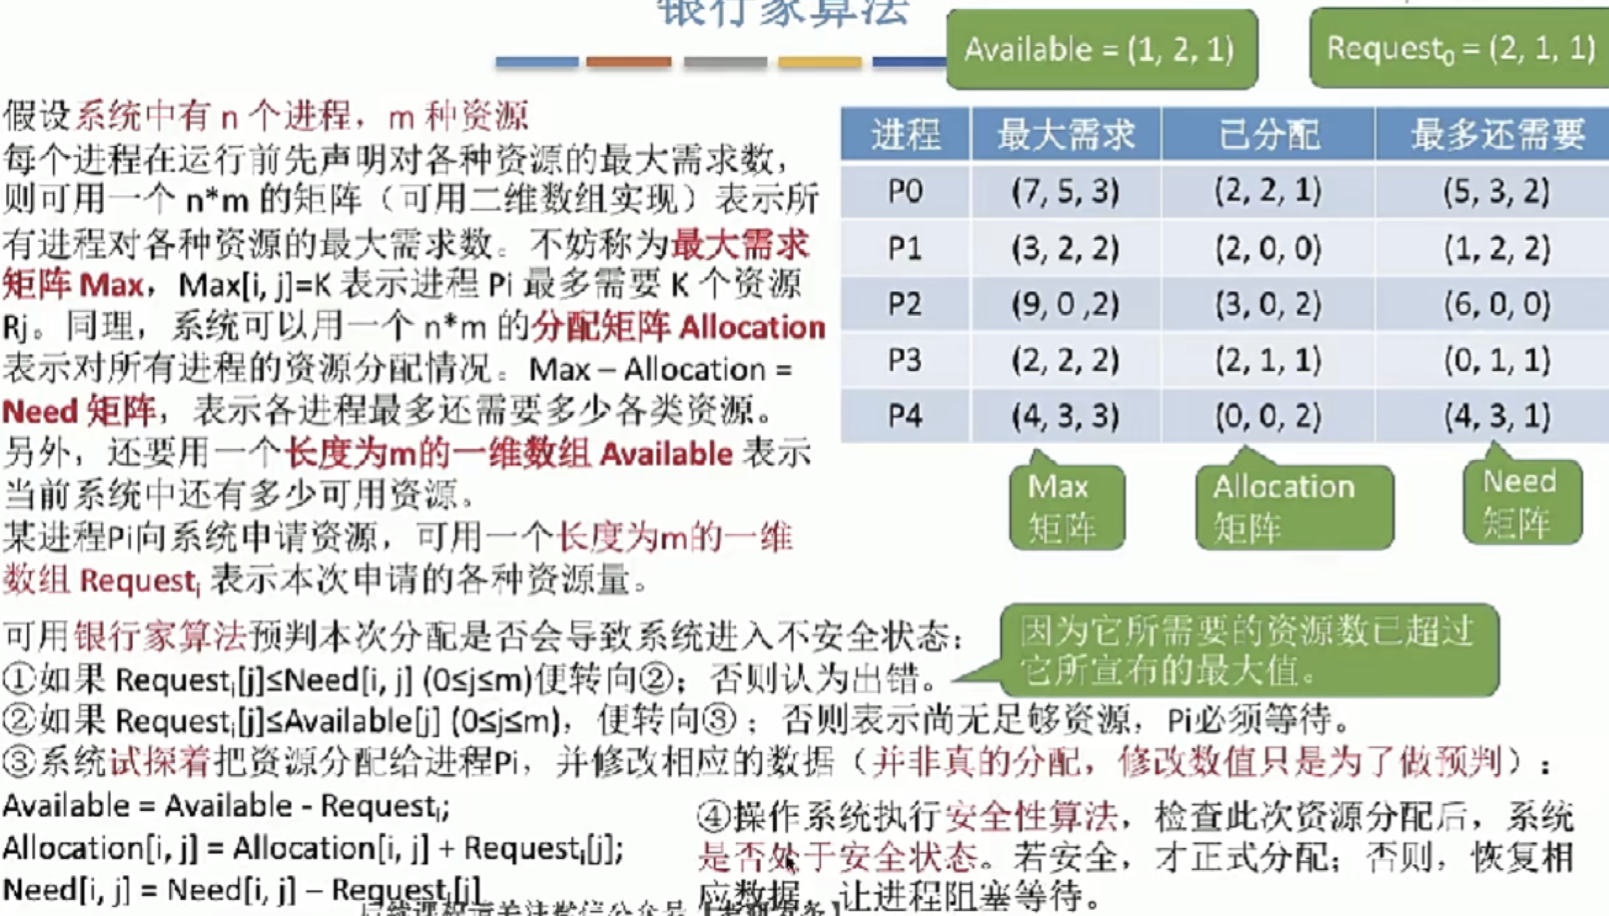 银行家算法
Available = (1, 2, 1)
Request₀ = (2, 1, 1)
假设系统中有 n 个进程，m 种资源
每个进程在运行前先声明对各种资源的最大需求数，
则可用一个 n*m 的矩阵（可用二维数组实现）表示所
有进程对各种资源的最大需求数。不妨称为最大需求
矩阵 Max，Max[i, j]=K 表示进程 Pi 最多需要 K 个资源
Rj。同理，系统可以用一个 n*m 的分配矩阵 Allocation
表示对所有进程的资源分配情况。Max – Allocation =
Need 矩阵，表示各进程最多还需要多少各类资源。
另外，还要用一个长度为m的一维数组 Available 表示
当前系统中还有多少可用资源。
某进程Pi向系统申请资源，可用一个长度为m的一维
数组 Requestᵢ 表示本次申请的各种资源量。
进程 最大需求 已分配 最多还需要
P0 (7, 5, 3) (2, 2, 1) (5, 3, 2)
P1 (3, 2, 2) (2, 0, 0) (1, 2, 2)
P2 (9, 0 ,2) (3, 0, 2) (6, 0, 0)
P3 (2, 2, 2) (2, 1, 1) (0, 1, 1)
P4 (4, 3, 3) (0, 0, 2) (4, 3, 1)
Max
矩阵
Allocation
矩阵
Need
矩阵
可用银行家算法预判本次分配是否会导致系统进入不安全状态：
①如果 Requestᵢ[j]≤Need[i, j] (0≤j≤m)便转向②；否则认为出错。
因为它所需要的资源数已超过
它所宣布的最大值。
②如果 Requestᵢ[j]≤Available[j] (0≤j≤m)，便转向③；否则表示尚无足够资源，Pi必须等待。
③系统试探着把资源分配给进程Pi，并修改相应的数据（并非真的分配，修改数值只是为了做预判）：
Available = Available - Requestᵢ;
Allocation[i, j] = Allocation[i, j] + Requestᵢ[j];
Need[i, j] = Need[i, j] – Requestᵢ[j]
④操作系统执行安全性算法，检查此次资源分配后，系统
是否处于安全状态。若安全，才正式分配；否则，恢复相
应数据，让进程阻塞等待。